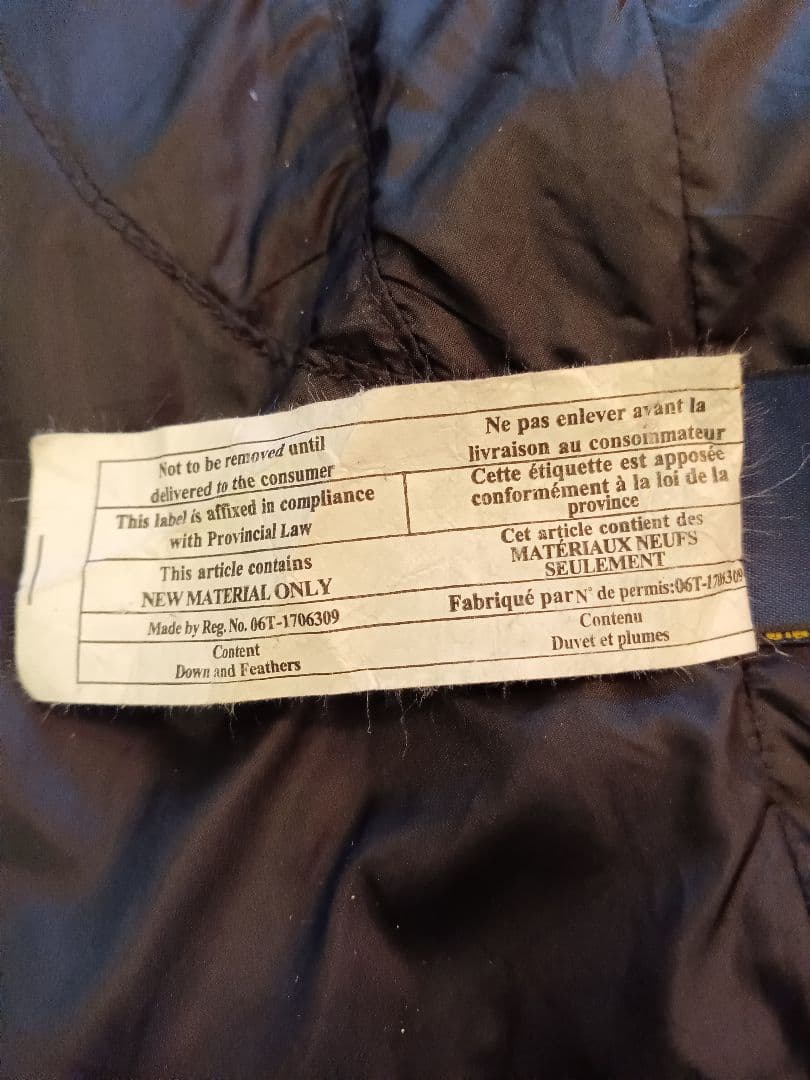 Not to be removed until
delivered to the consumer
This label is affixed in compliance
with Provincial Law
This article contains
NEW MATERIAL ONLY
Made by Reg. No. 06T-1706309
Content
Down and Feathers
Ne pas enlever avant la
livraison au consommateur
Cette étiquette est apposée
conformément à la loi de la
province
Cet article contient des
MATÉRIAUX NEUFS
SEULEMENT
Fabriqué par N° de permis:06T-1706309
Contenu
Duvet et plumes